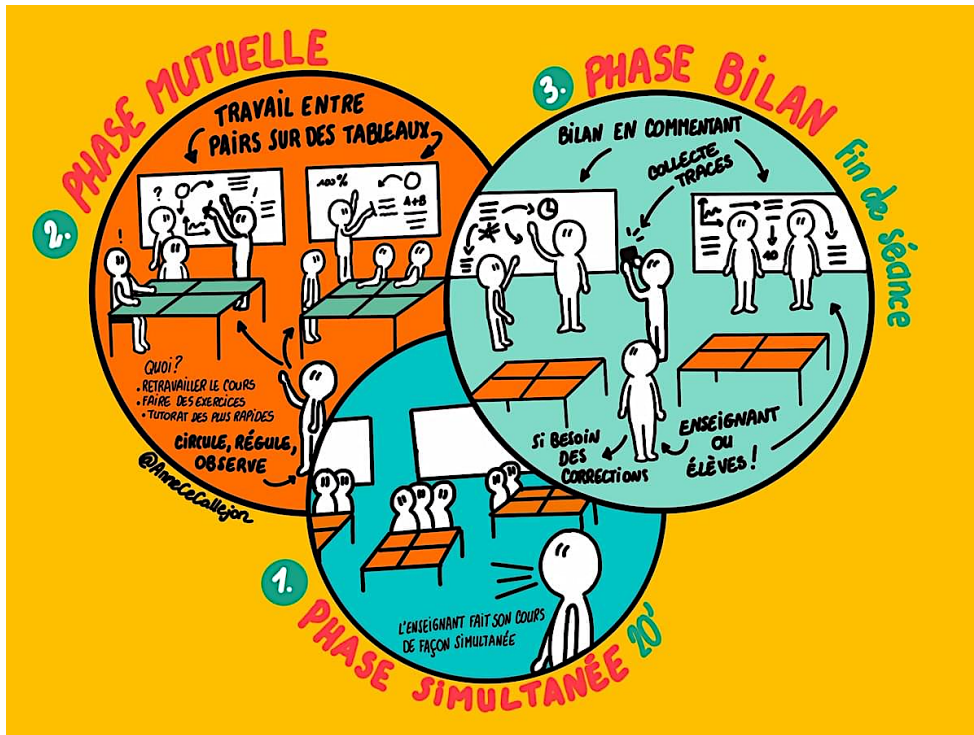 2. PHASE MUTUELLE
TRAVAIL ENTRE
PAIRS SUR DES TABLEAUX
?
!
100%
A+B
!
QUOI?
• RETRAVAILLER LE COURS
• FAIRE DES EXERCICES
• TUTORAT DES PLUS RAPIDES
CIRCULE, RÉGULE,
OBSERVE
@AnneCeCallejon
3. PHASE BILAN
Fin de séance
BILAN EN COMMENTANT
COLLECTE
TRACES
10
SI BESOIN
DES
CORRECTIONS
ENSEIGNANT
OU
ÉLÈVES!
1. PHASE SIMULTANÉE 20'
L'ENSEIGNANT FAIT SON COURS
DE FAÇON SIMULTANÉE